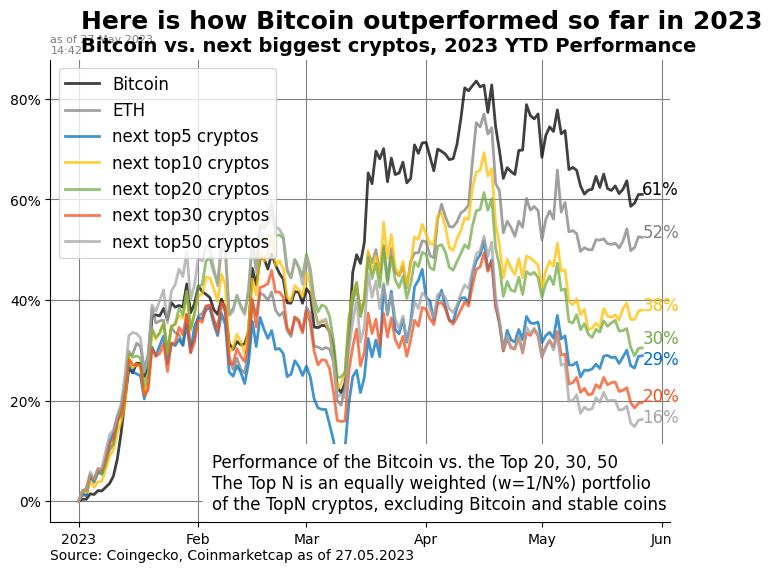 Here is how Bitcoin outperformed so far in 2023
as of 27 May 2023
14:42
Bitcoin vs. next biggest cryptos, 2023 YTD Performance
Bitcoin
ETH
next top5 cryptos
next top10 cryptos
next top20 cryptos
next top30 cryptos
next top50 cryptos
80%
60%
40%
20%
0%
61%
52%
38%
30%
29%
20%
16%
Performance of the Bitcoin vs. the Top 20, 30, 50
The Top N is an equally weighted (w=1/N%) portfolio
of the TopN cryptos, excluding Bitcoin and stable coins
2023 Feb Mar Apr May Jun
Source: Coingecko, Coinmarketcap as of 27.05.2023